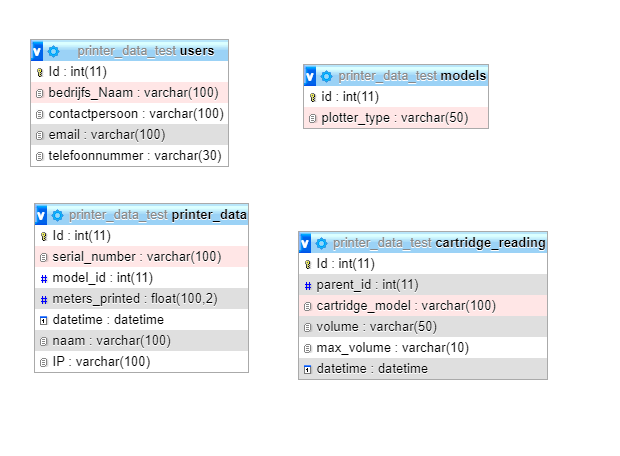 printer_data_test users
Id : int(11)
bedrijfs_Naam : varchar(100)
contactpersoon : varchar(100)
email : varchar(100)
telefoonnummer : varchar(30)
printer_data_test models
id : int(11)
plotter_type : varchar(50)
printer_data_test printer_data
Id : int(11)
serial_number : varchar(100)
model_id : int(11)
meters_printed : float(100,2)
datetime : datetime
naam : varchar(100)
IP : varchar(100)
printer_data_test cartridge_reading
Id : int(11)
parent_id : int(11)
cartridge_model : varchar(100)
volume : varchar(50)
max_volume : varchar(10)
datetime : datetime